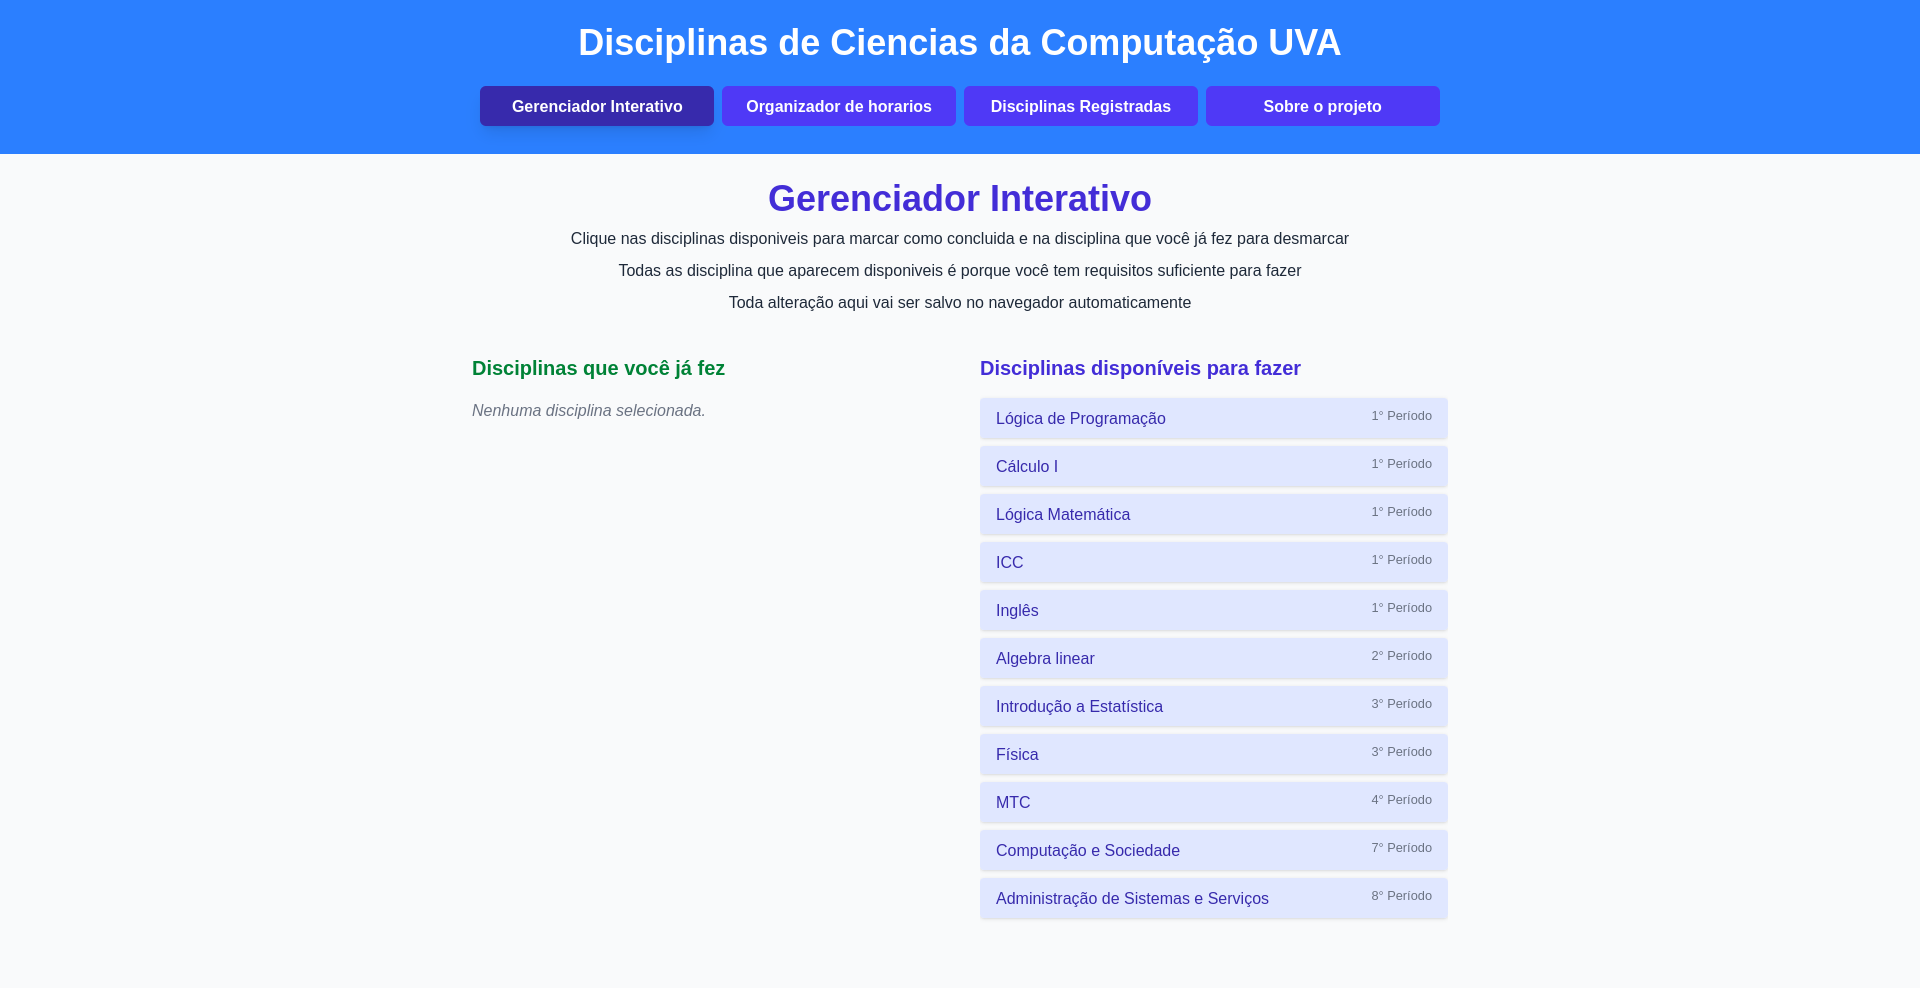 Disciplinas de Ciencias da Computação UVA
Gerenciador Interativo
Organizador de horarios
Disciplinas Registradas
Sobre o projeto
Gerenciador Interativo
Clique nas disciplinas disponiveis para marcar como concluida e na disciplina que você já fez para desmarcar
Todas as disciplina que aparecem disponiveis é porque você tem requisitos suficiente para fazer
Toda alteração aqui vai ser salvo no navegador automaticamente
Disciplinas que você já fez
Nenhuma disciplina selecionada.
Disciplinas disponíveis para fazer
Lógica de Programação 1° Período
Cálculo I 1° Período
Lógica Matemática 1° Período
ICC 1° Período
Inglês 1° Período
Algebra linear 2° Período
Introdução a Estatística 3° Período
Física 3° Período
MTC 4° Período
Computação e Sociedade 7° Período
Administração de Sistemas e Serviços 8° Período